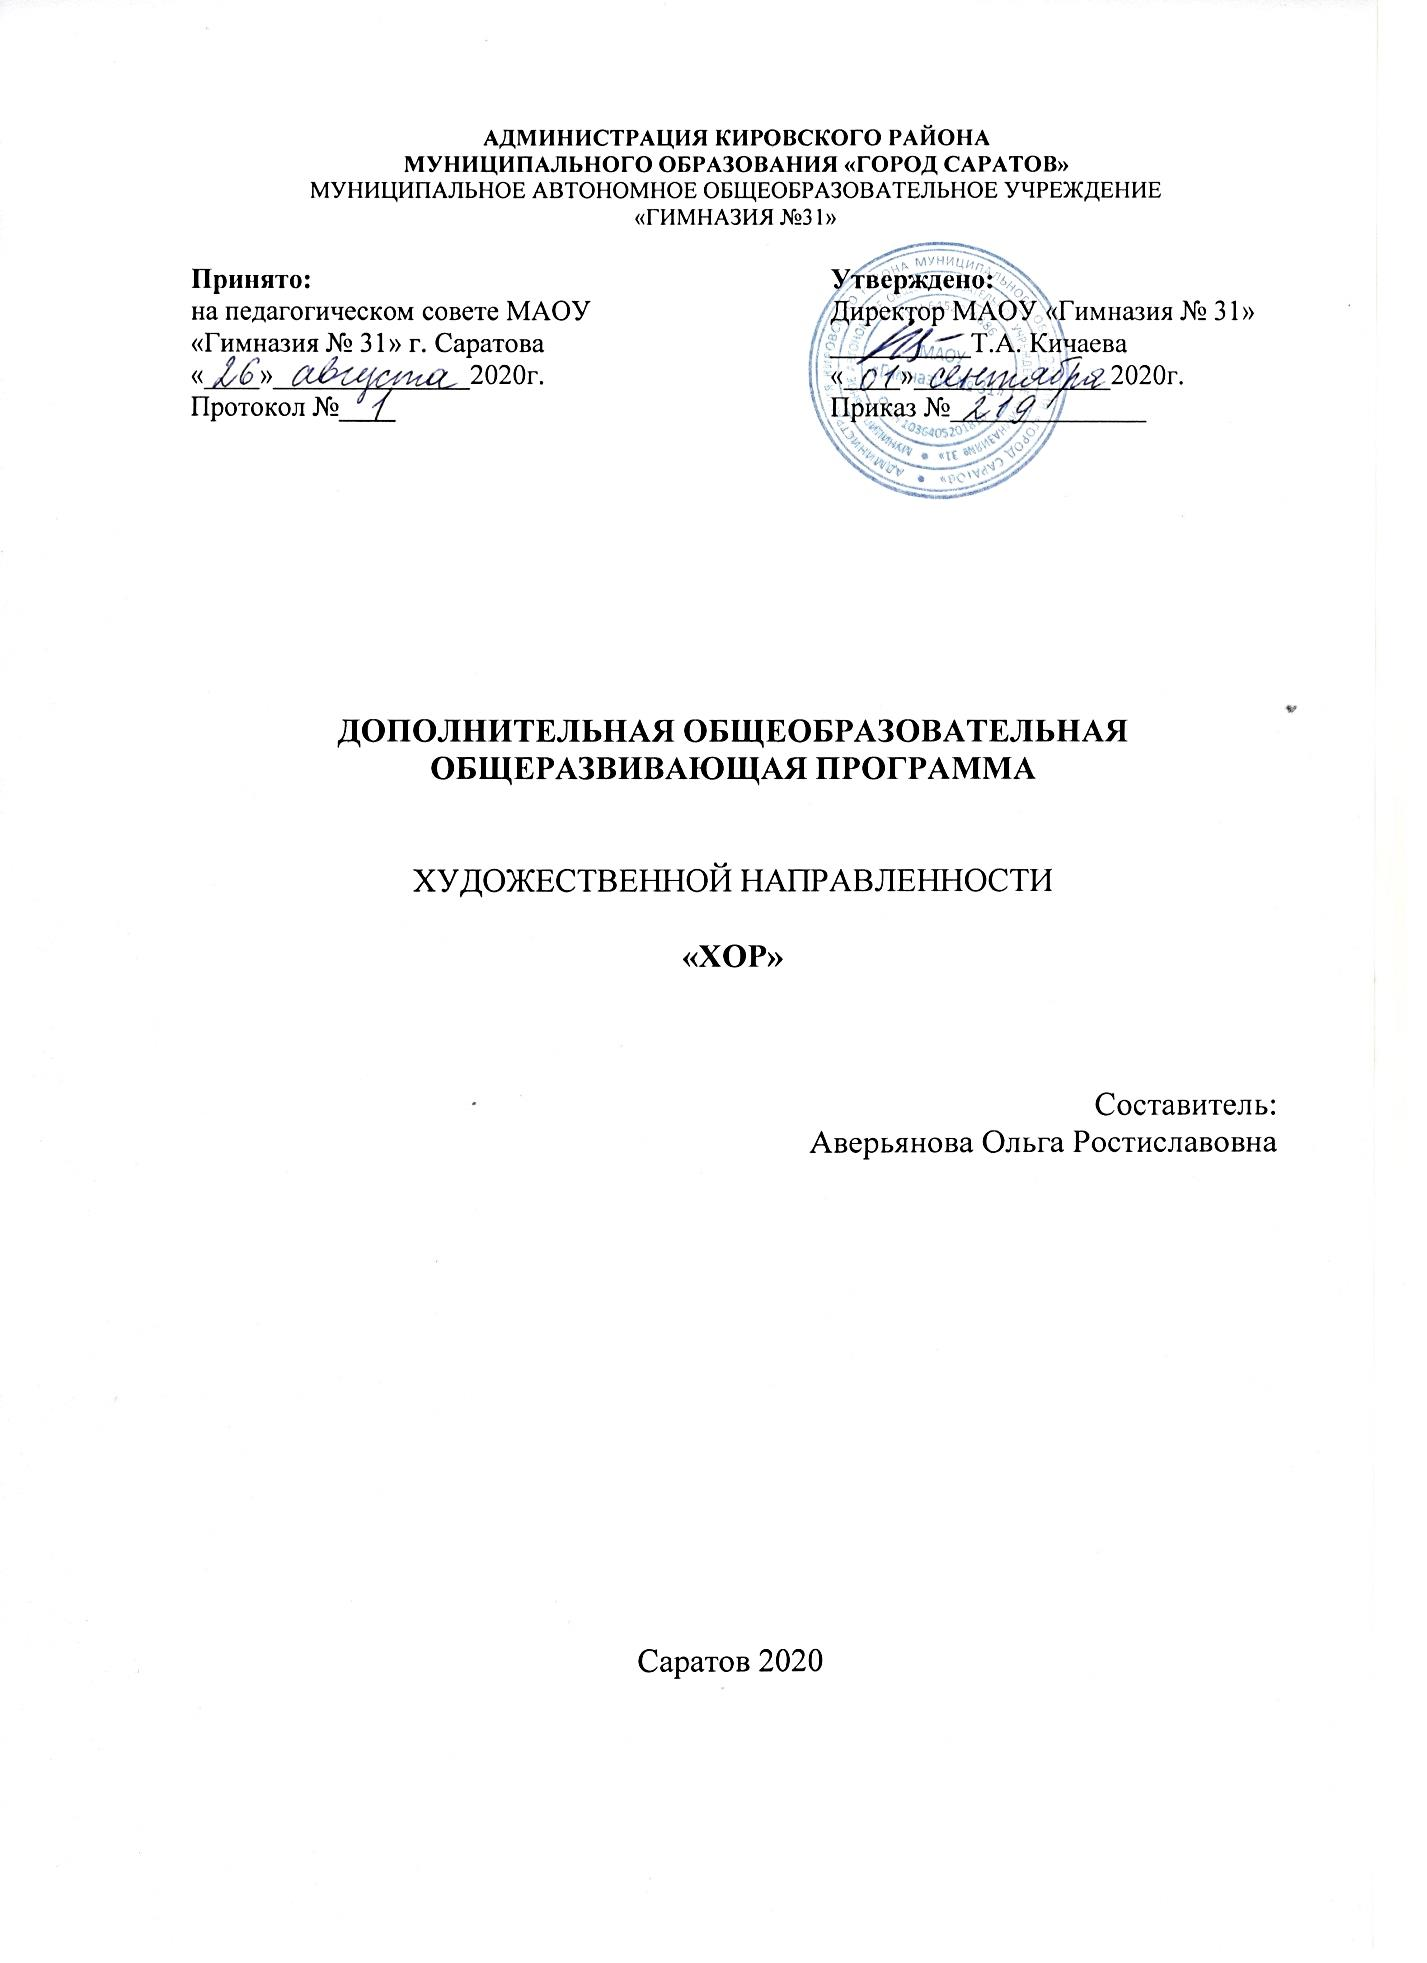 АДМИНИСТРАЦИЯ КИРОВСКОГО РАЙОНА
МУНИЦИПАЛЬНОГО ОБРАЗОВАНИЯ «ГОРОД САРАТОВ»
МУНИЦИПАЛЬНОЕ АВТОНОМНОЕ ОБЩЕОБРАЗОВАТЕЛЬНОЕ УЧРЕЖДЕНИЕ
«ГИМНАЗИЯ №31»
Принято:
на педагогическом совете МАОУ
«Гимназия № 31» г. Саратова
«26» августа 2020г.
Протокол № 1
Утверждено:
Директор МАОУ «Гимназия № 31»
Т.А. Кичаева
«01» сентября 2020г.
Приказ № 219
МАОУ
ДОПОЛНИТЕЛЬНАЯ ОБЩЕОБРАЗОВАТЕЛЬНАЯ
ОБЩЕРАЗВИВАЮЩАЯ ПРОГРАММА
ХУДОЖЕСТВЕННОЙ НАПРАВЛЕННОСТИ
«ХОР»
Составитель:
Аверьянова Ольга Ростиславовна
Саратов 2020